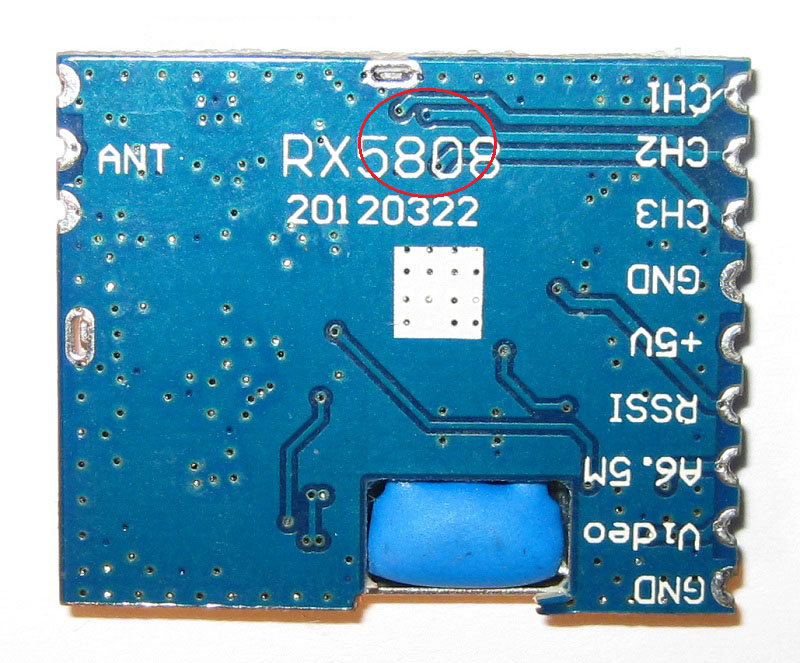 ANT
RX5808
20120322
CH1
CH2
CH3
GND
+5V
RSSI
A6.5M
Video
GND